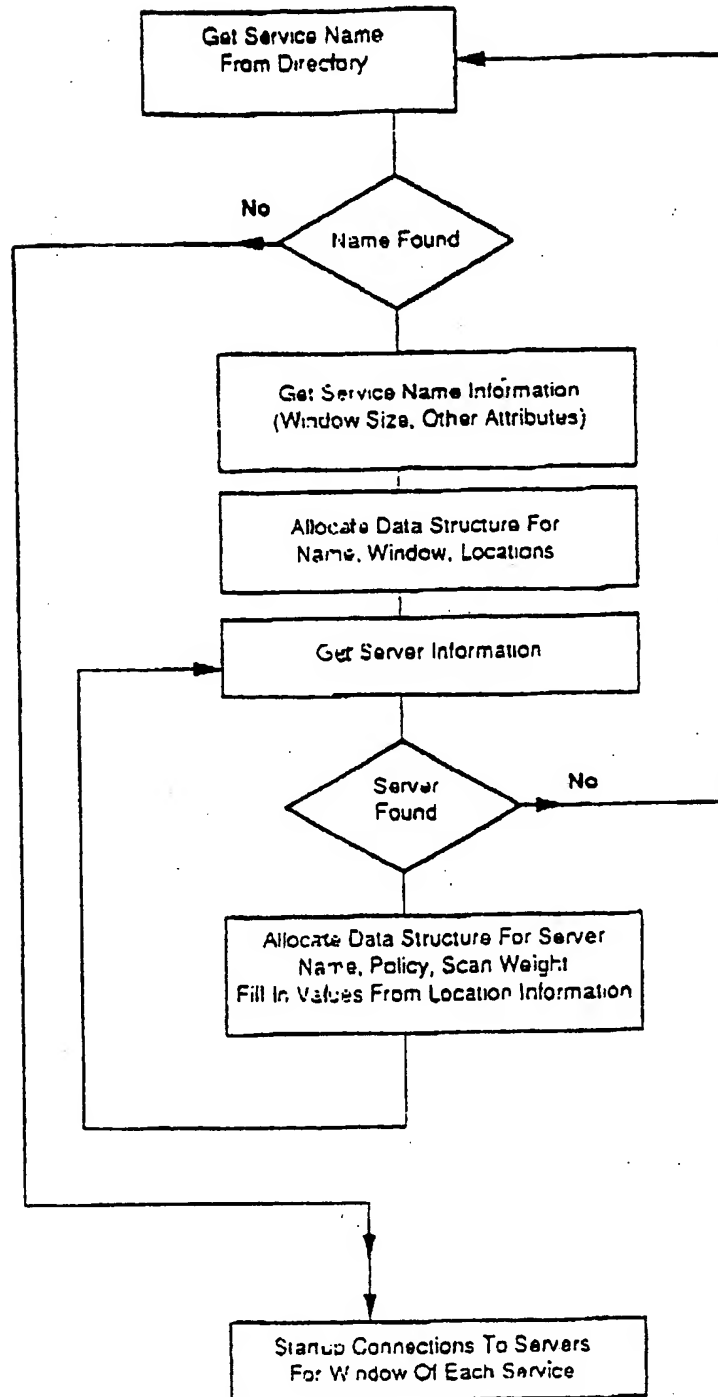 Get Service Name
From Directory
No
Name Found
Get Service Name Information
(Window Size, Other Attributes)
Allocate Data Structure For
Name, Window, Locations
Get Server Information
Server
Found
No
Allocate Data Structure For Server
Name, Policy, Scan Weight
Fill In Values From Location Information
Startup Connections To Servers
For Window Of Each Service